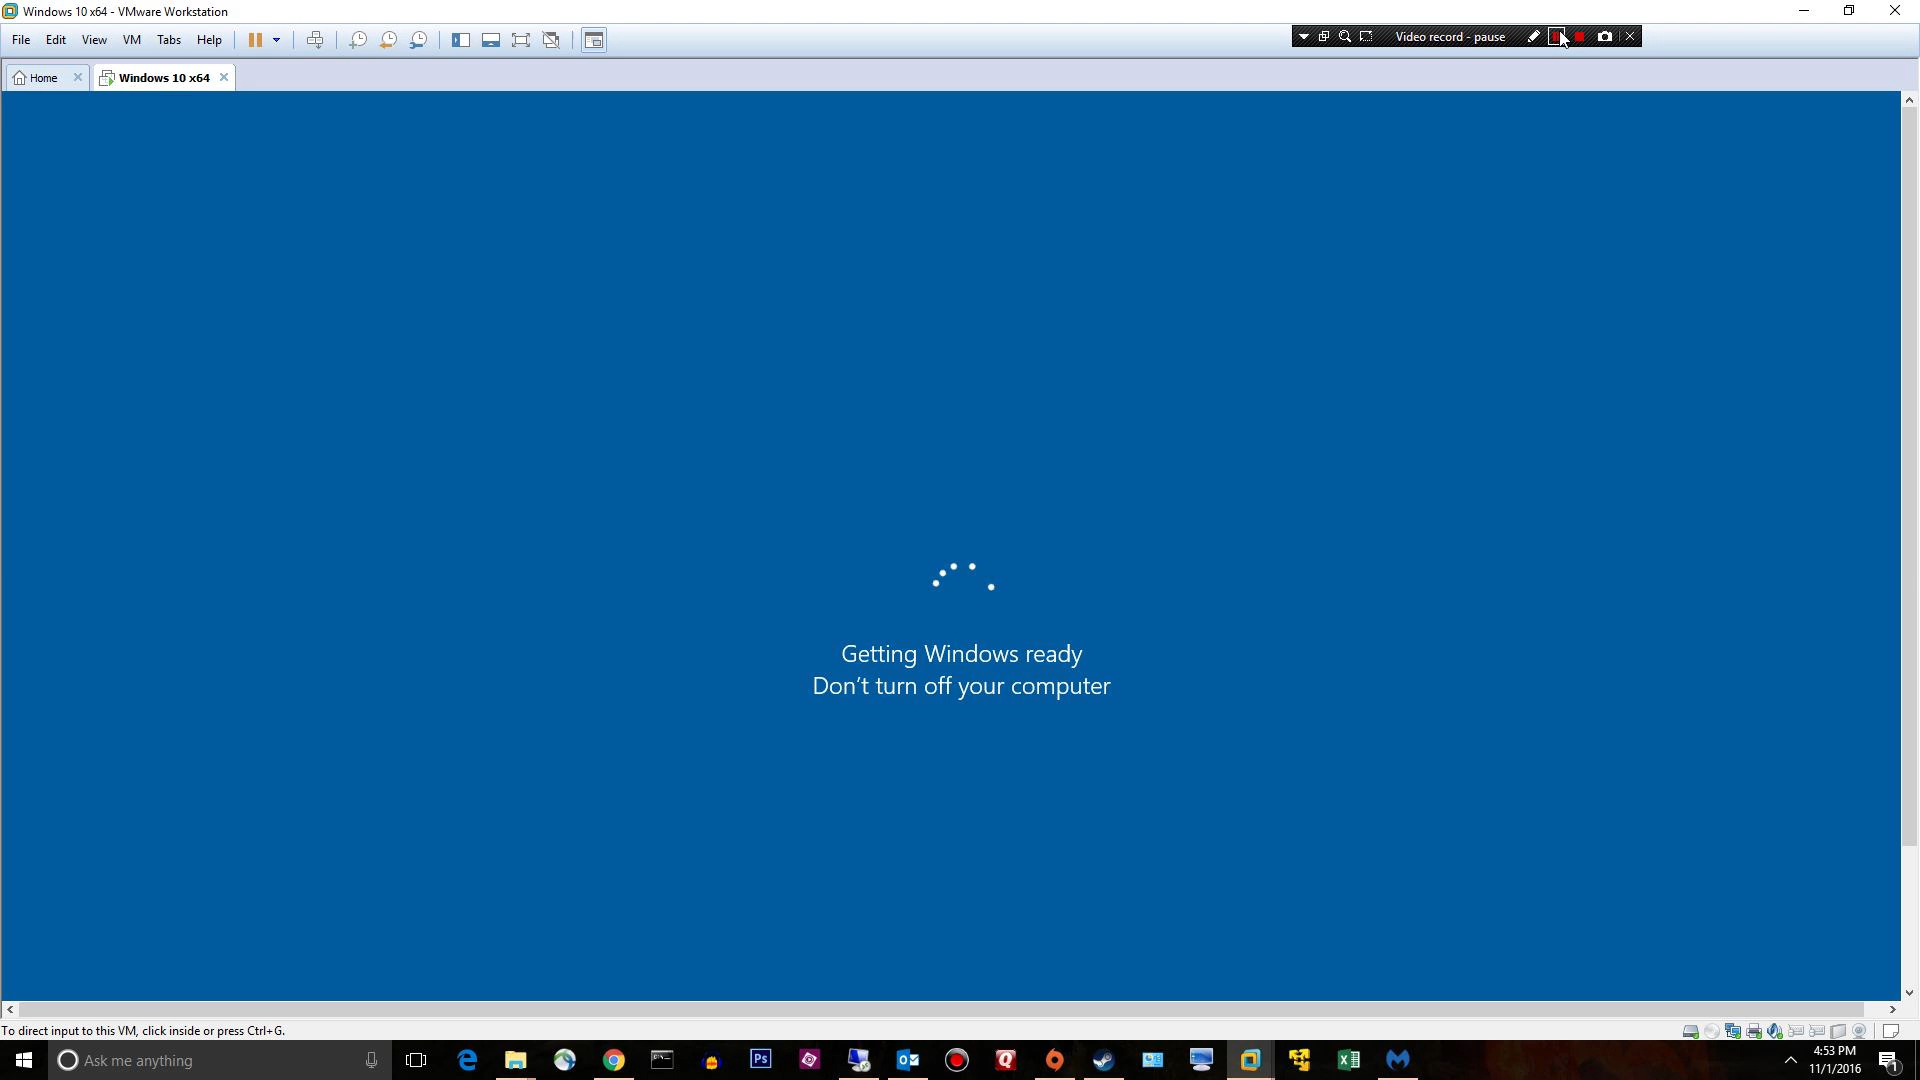 Windows 10 x64 - VMware Workstation
File Edit View VM Tabs Help
Video record - pause
Home Windows 10 x64
Getting Windows ready
Don't turn off your computer
To direct input to this VM, click inside or press Ctrl+G.
Ask me anything
Ps
4:53 PM
11/1/2016
1